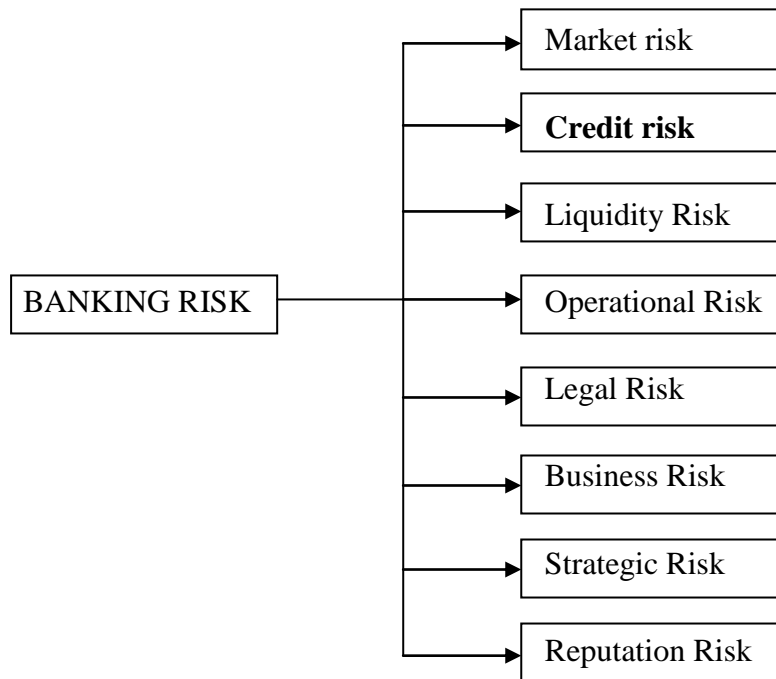 Market risk
Credit risk
Liquidity Risk
BANKING RISK
Operational Risk
Legal Risk
Business Risk
Strategic Risk
Reputation Risk